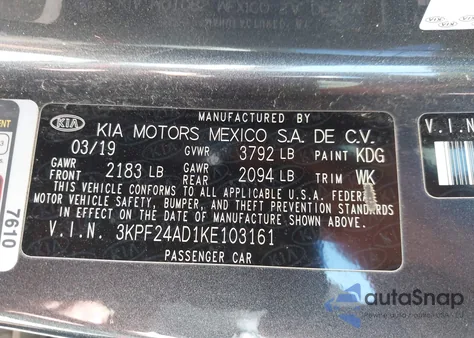 MANUFACTURED BY
KIA KIA MOTORS MEXICO S.A. DE C.V.
03/19 GVWR 3792 LB PAINT KDG
GAWR FRONT 2183 LB GAWR REAR 2094 LB TRIM WK
THIS VEHICLE CONFORMS TO ALL APPLICABLE U.S.A. FEDERAL
MOTOR VEHICLE SAFETY, BUMPER, AND THEFT PREVENTION
STANDARDS IN EFFECT ON THE DATE OF MANUFACTURE SHOWN
ABOVE.
V.I.N. 3KPF24AD1KE103161
PASSENGER CAR
7610
V.I.N
autoSnap